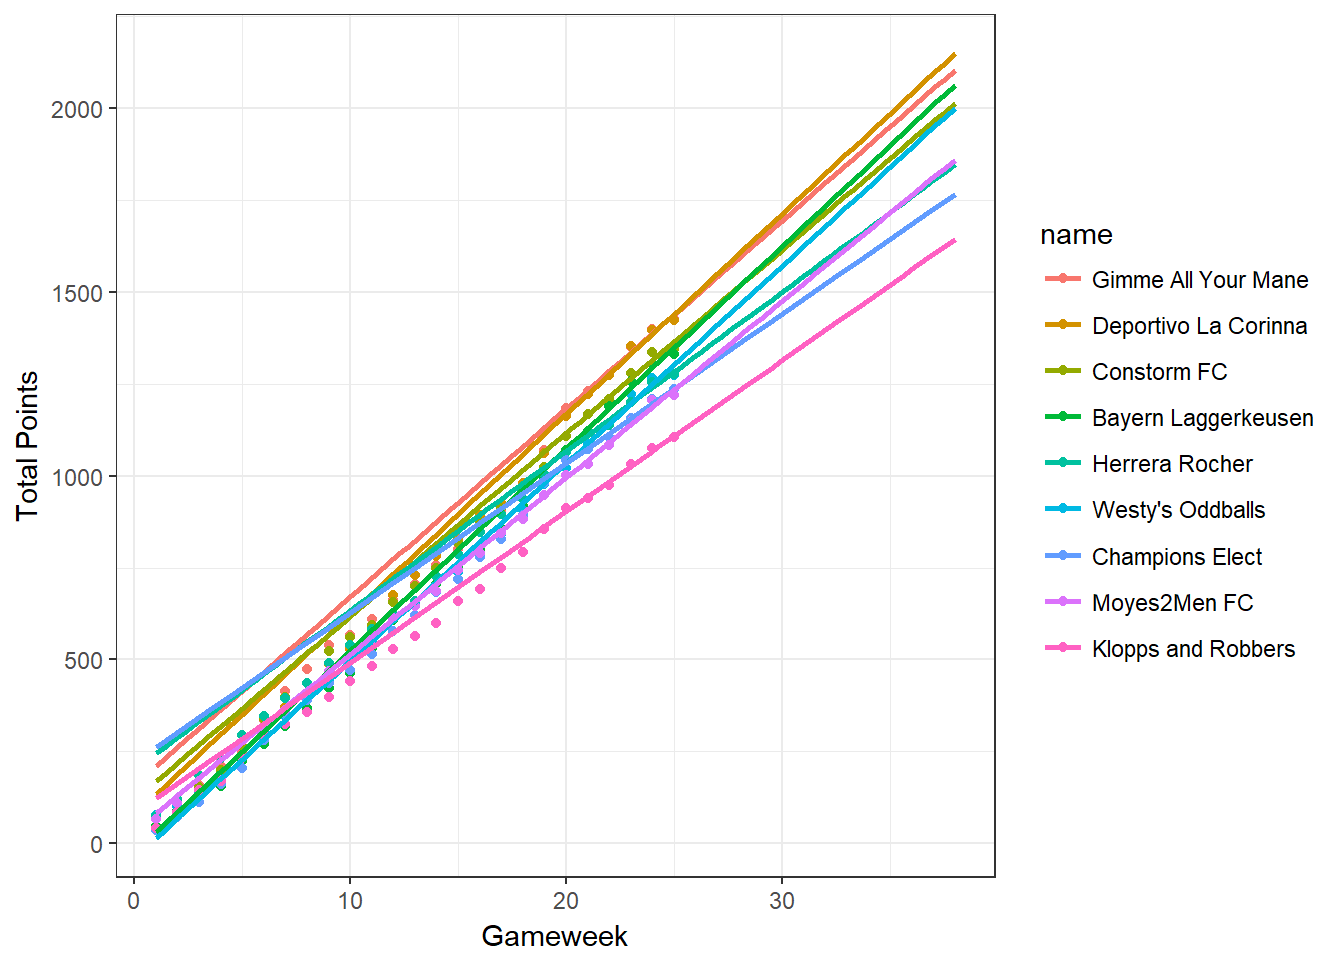 2000
1500
1000
500
0
Total Points
0 10 20 30
Gameweek
name
Gimme All Your Mane
Deportivo La Corinna
Constorm FC
Bayern Laggerkeusen
Herrera Rocher
Westy's Oddballs
Champions Elect
Moyes2Men FC
Klopps and Robbers